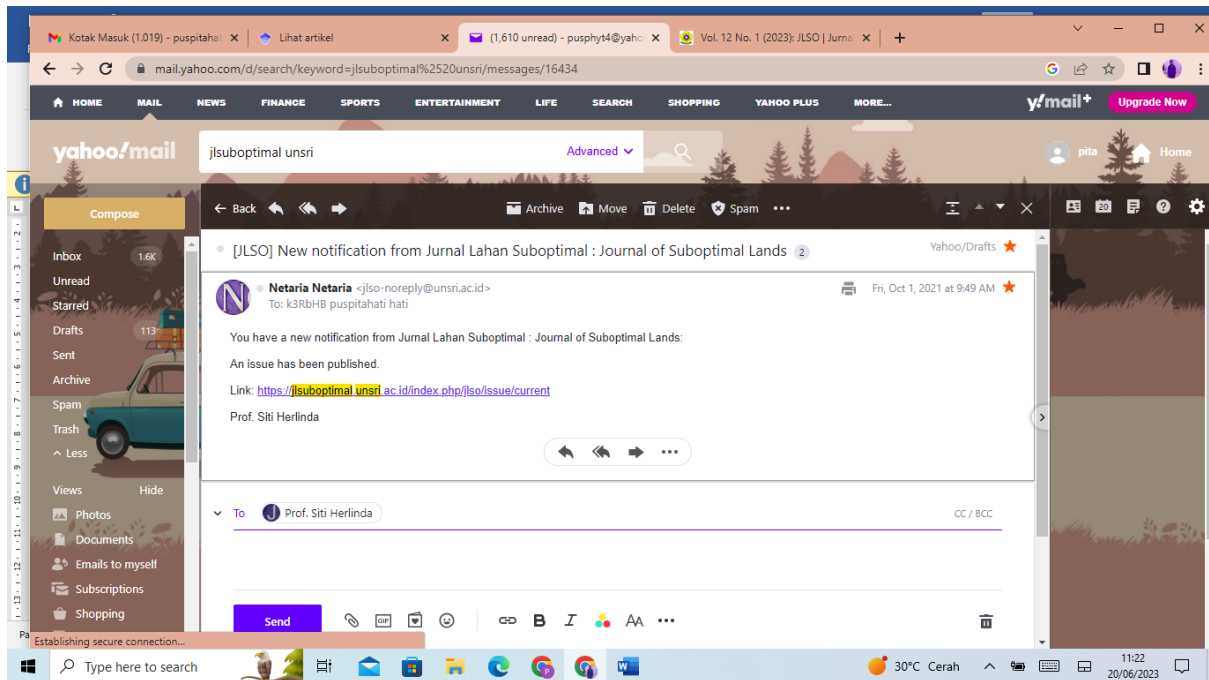 Kotak Masuk (1.019) - puspitahat
Lihat artikel
(1,610 unread) - pusphyt4@yaho
Vol. 12 No. 1 (2023): JLSO | Jurna
mail.yahoo.com/d/search/keyword=jlsuboptimal%2520unsri/messages/16434
HOME MAIL NEWS FINANCE SPORTS ENTERTAINMENT LIFE SEARCH SHOPPING YAHOO PLUS MORE...
y!mail+ Upgrade Now
yahoo!mail
jlsuboptimal unsri Advanced
pita Home
Compose
Back Archive Move Delete Spam
20
Inbox 1.6K
Unread
Starred
Drafts 113
Sent
Archive
Spam
Trash
Less
Views Hide
Photos
Documents
Emails to myself
Subscriptions
Shopping
[JLSO] New notification from Jurnal Lahan Suboptimal : Journal of Suboptimal Lands 2
Yahoo/Drafts
N
Netaria Netaria <jlso-noreply@unsri.ac.id>
Fri, Oct 1, 2021 at 9:49 AM
To: k3RbHB puspitahati hati
You have a new notification from Jurnal Lahan Suboptimal : Journal of Suboptimal Lands:
An issue has been published.
Link: https://jlsuboptimal.unsri.ac.id/index.php/jlso/issue/current
Prof. Siti Herlinda
To J Prof. Siti Herlinda CC / BCC
Send GIF B I AA
Establishing secure connection...
Type here to search
30°C Cerah
11:22
20/06/2023